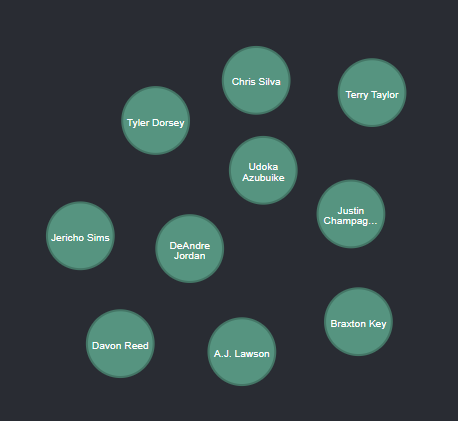 Chris Silva
Terry Taylor
Tyler Dorsey
Udoka
Azubuike
Justin
Champag...
Jericho Sims
DeAndre
Jordan
Braxton Key
Davon Reed
A.J. Lawson